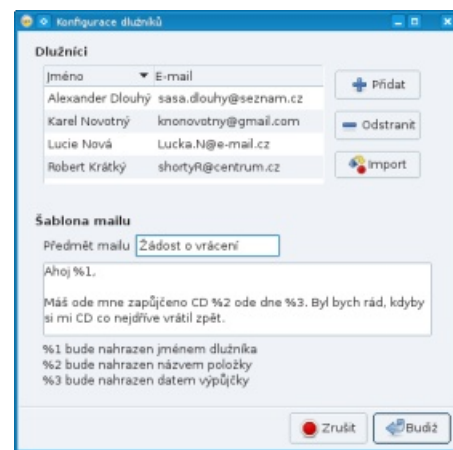 Konfigurace dlužníků
Dlužníci
Jméno E-mail
Alexander Dlouhý sasa.dlouhy@seznam.cz
Karel Novotný knonovotny@gmail.com
Lucie Nová Lucka.N@e-mail.cz
Robert Krátký shortyR@centrum.cz
Přidat
Odstranit
Import
Šablona mailu
Předmět mailu Žádost o vrácení
Ahoj %1,
Máš ode mne zapůjčeno CD %2 ode dne %3. Byl bych rád, kdyby
si mi CD co nejdříve vrátil zpět.
%1 bude nahrazen jménem dlužníka
%2 bude nahrazen názvem položky
%3 bude nahrazen datem výpůjčky
Zrušit Budiž